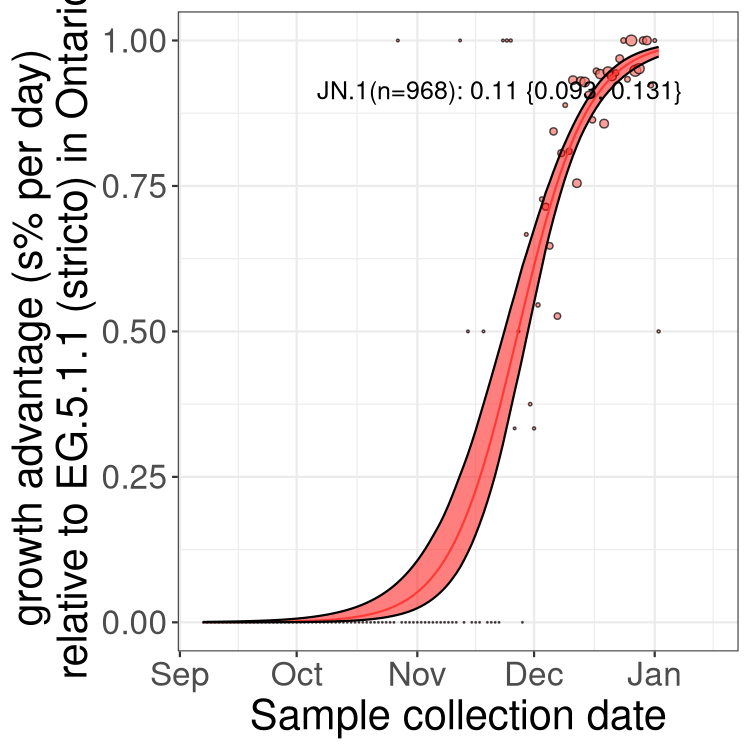 growth advantage (s% per day)
relative to EG.5.1.1 (stricto) in Ontario
1.00
0.75
0.50
0.25
0.00
JN.1(n=968): 0.11 {0.093, 0.131}
Sep Oct Nov Dec Jan
Sample collection date